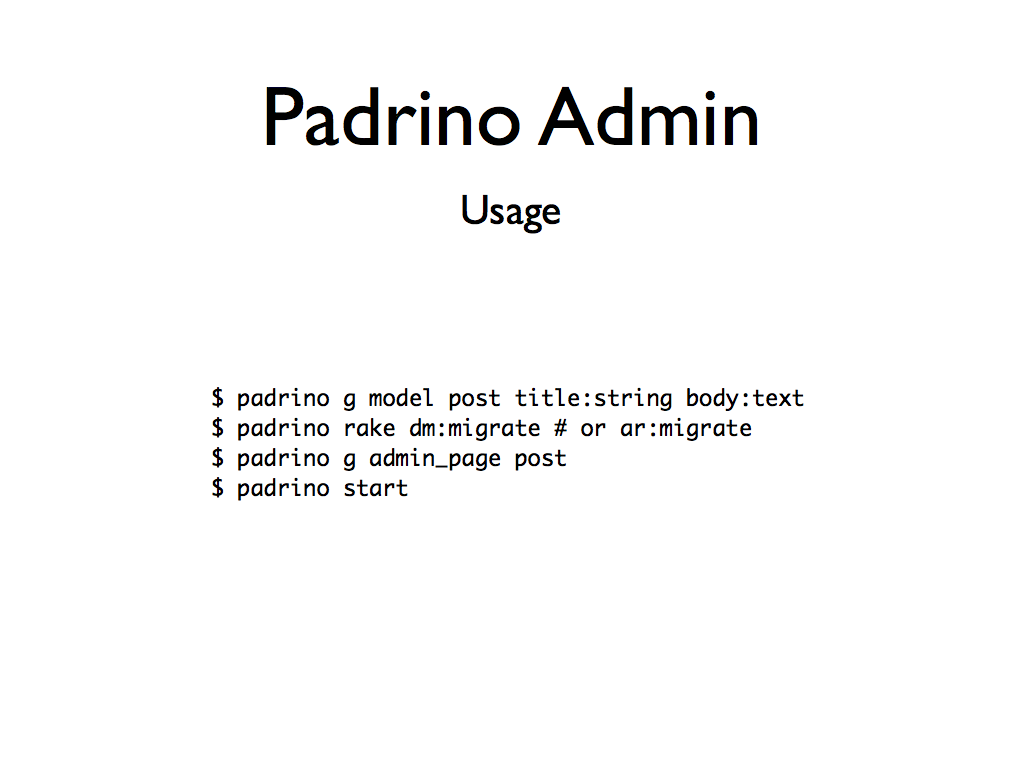 Padrino Admin
Usage
$ padrino g model post title:string body:text
$ padrino rake dm:migrate # or ar:migrate
$ padrino g admin_page post
$ padrino start